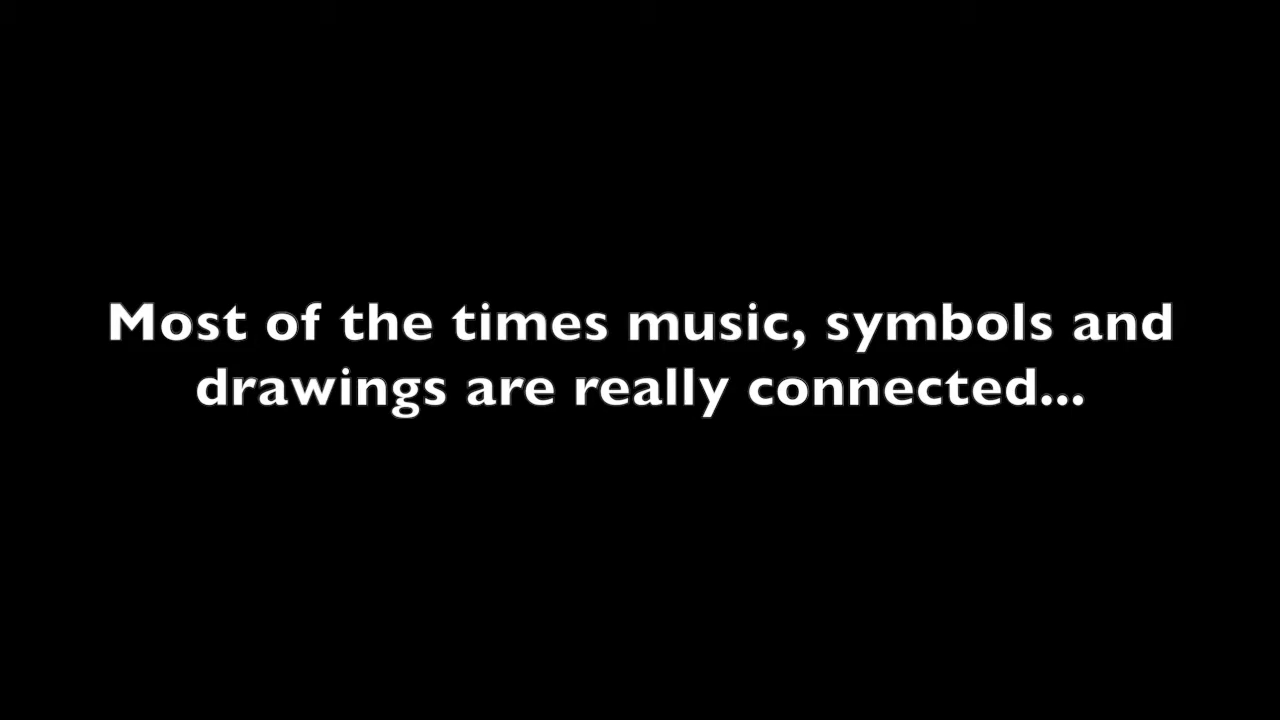 Most of the times music, symbols and
drawings are really connected...